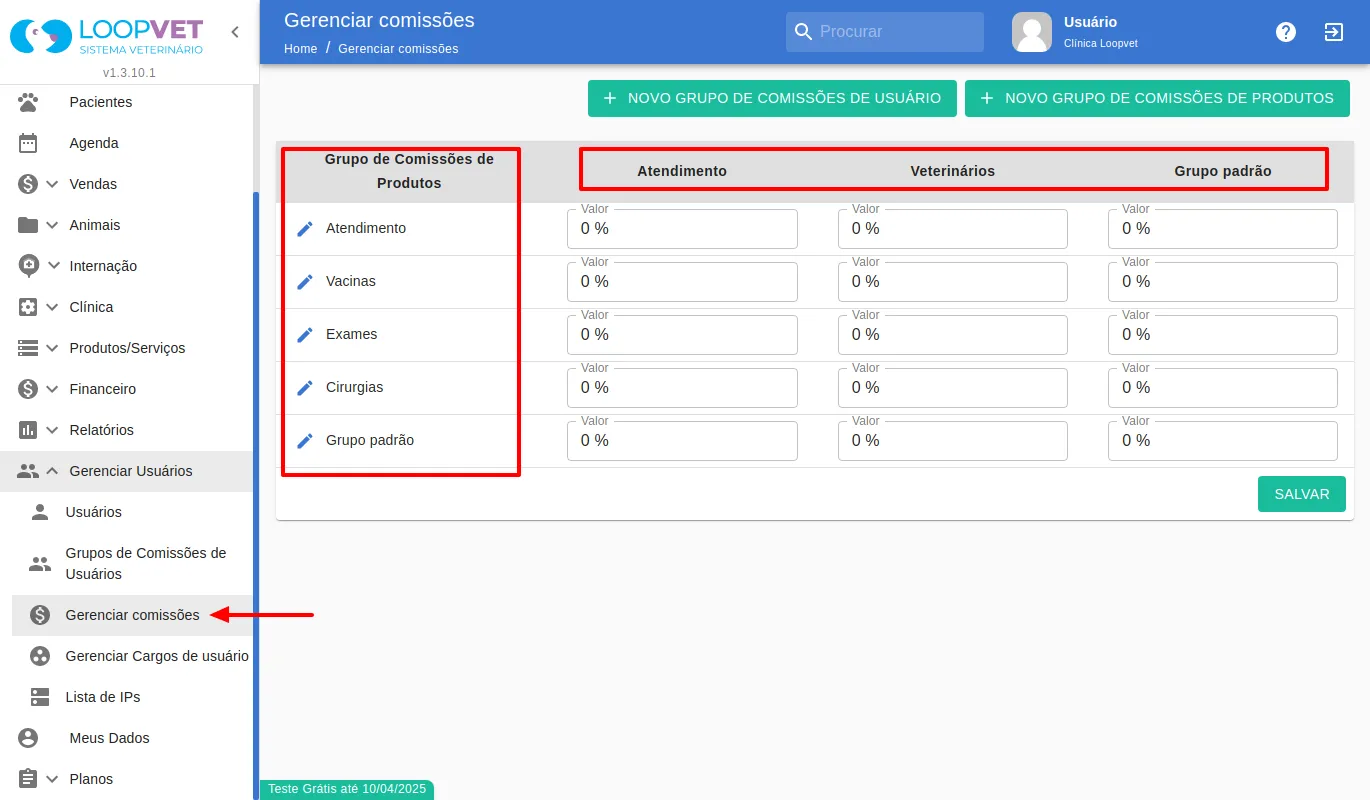 LOOPVET
SISTEMA VETERINÁRIO
v1.3.10.1
Pacientes
Agenda
Vendas
Animais
Internação
Clínica
Produtos/Serviços
Financeiro
Relatórios
Gerenciar Usuários
Usuários
Grupos de Comissões de
Usuários
Gerenciar comissões
Gerenciar Cargos de usuário
Lista de IPs
Meus Dados
Planos
Gerenciar comissões
Home / Gerenciar comissões
Procurar
Usuário
Clínica Loopvet
+ NOVO GRUPO DE COMISSÕES DE USUÁRIO
+ NOVO GRUPO DE COMISSÕES DE PRODUTOS
Grupo de Comissões de
Produtos
Atendimento Veterinários Grupo padrão
Valor Valor Valor
Atendimento 0 % 0 % 0 %
Valor Valor Valor
Vacinas 0 % 0 % 0 %
Valor Valor Valor
Exames 0 % 0 % 0 %
Valor Valor Valor
Cirurgias 0 % 0 % 0 %
Valor Valor Valor
Grupo padrão 0 % 0 % 0 %
SALVAR
Teste Grátis até 10/04/2025